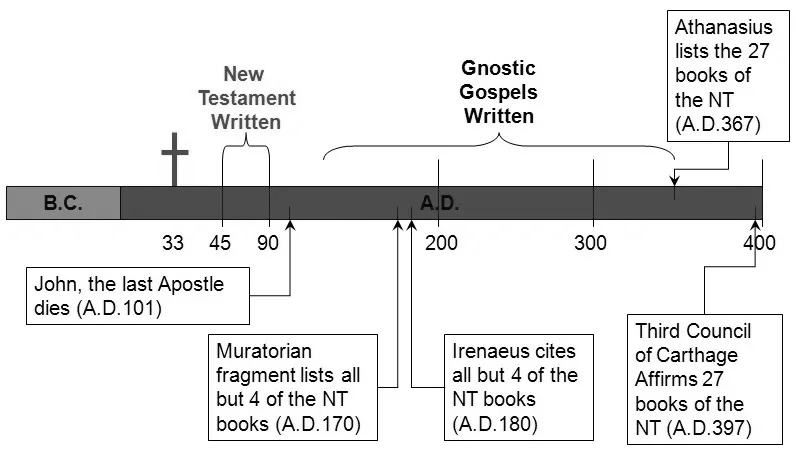 Athanasius
lists the 27
books of
the NT
(A.D.367)
New
Testament
Written
Gnostic
Gospels
Written
B.C.
A.D.
33
45
90
200
300
400
John, the last Apostle
dies (A.D.101)
Muratorian
fragment lists all
but 4 of the NT
books (A.D.170)
Irenaeus cites
all but 4 of the
NT books
(A.D.180)
Third Council
of Carthage
Affirms 27
books of the
NT (A.D.397)